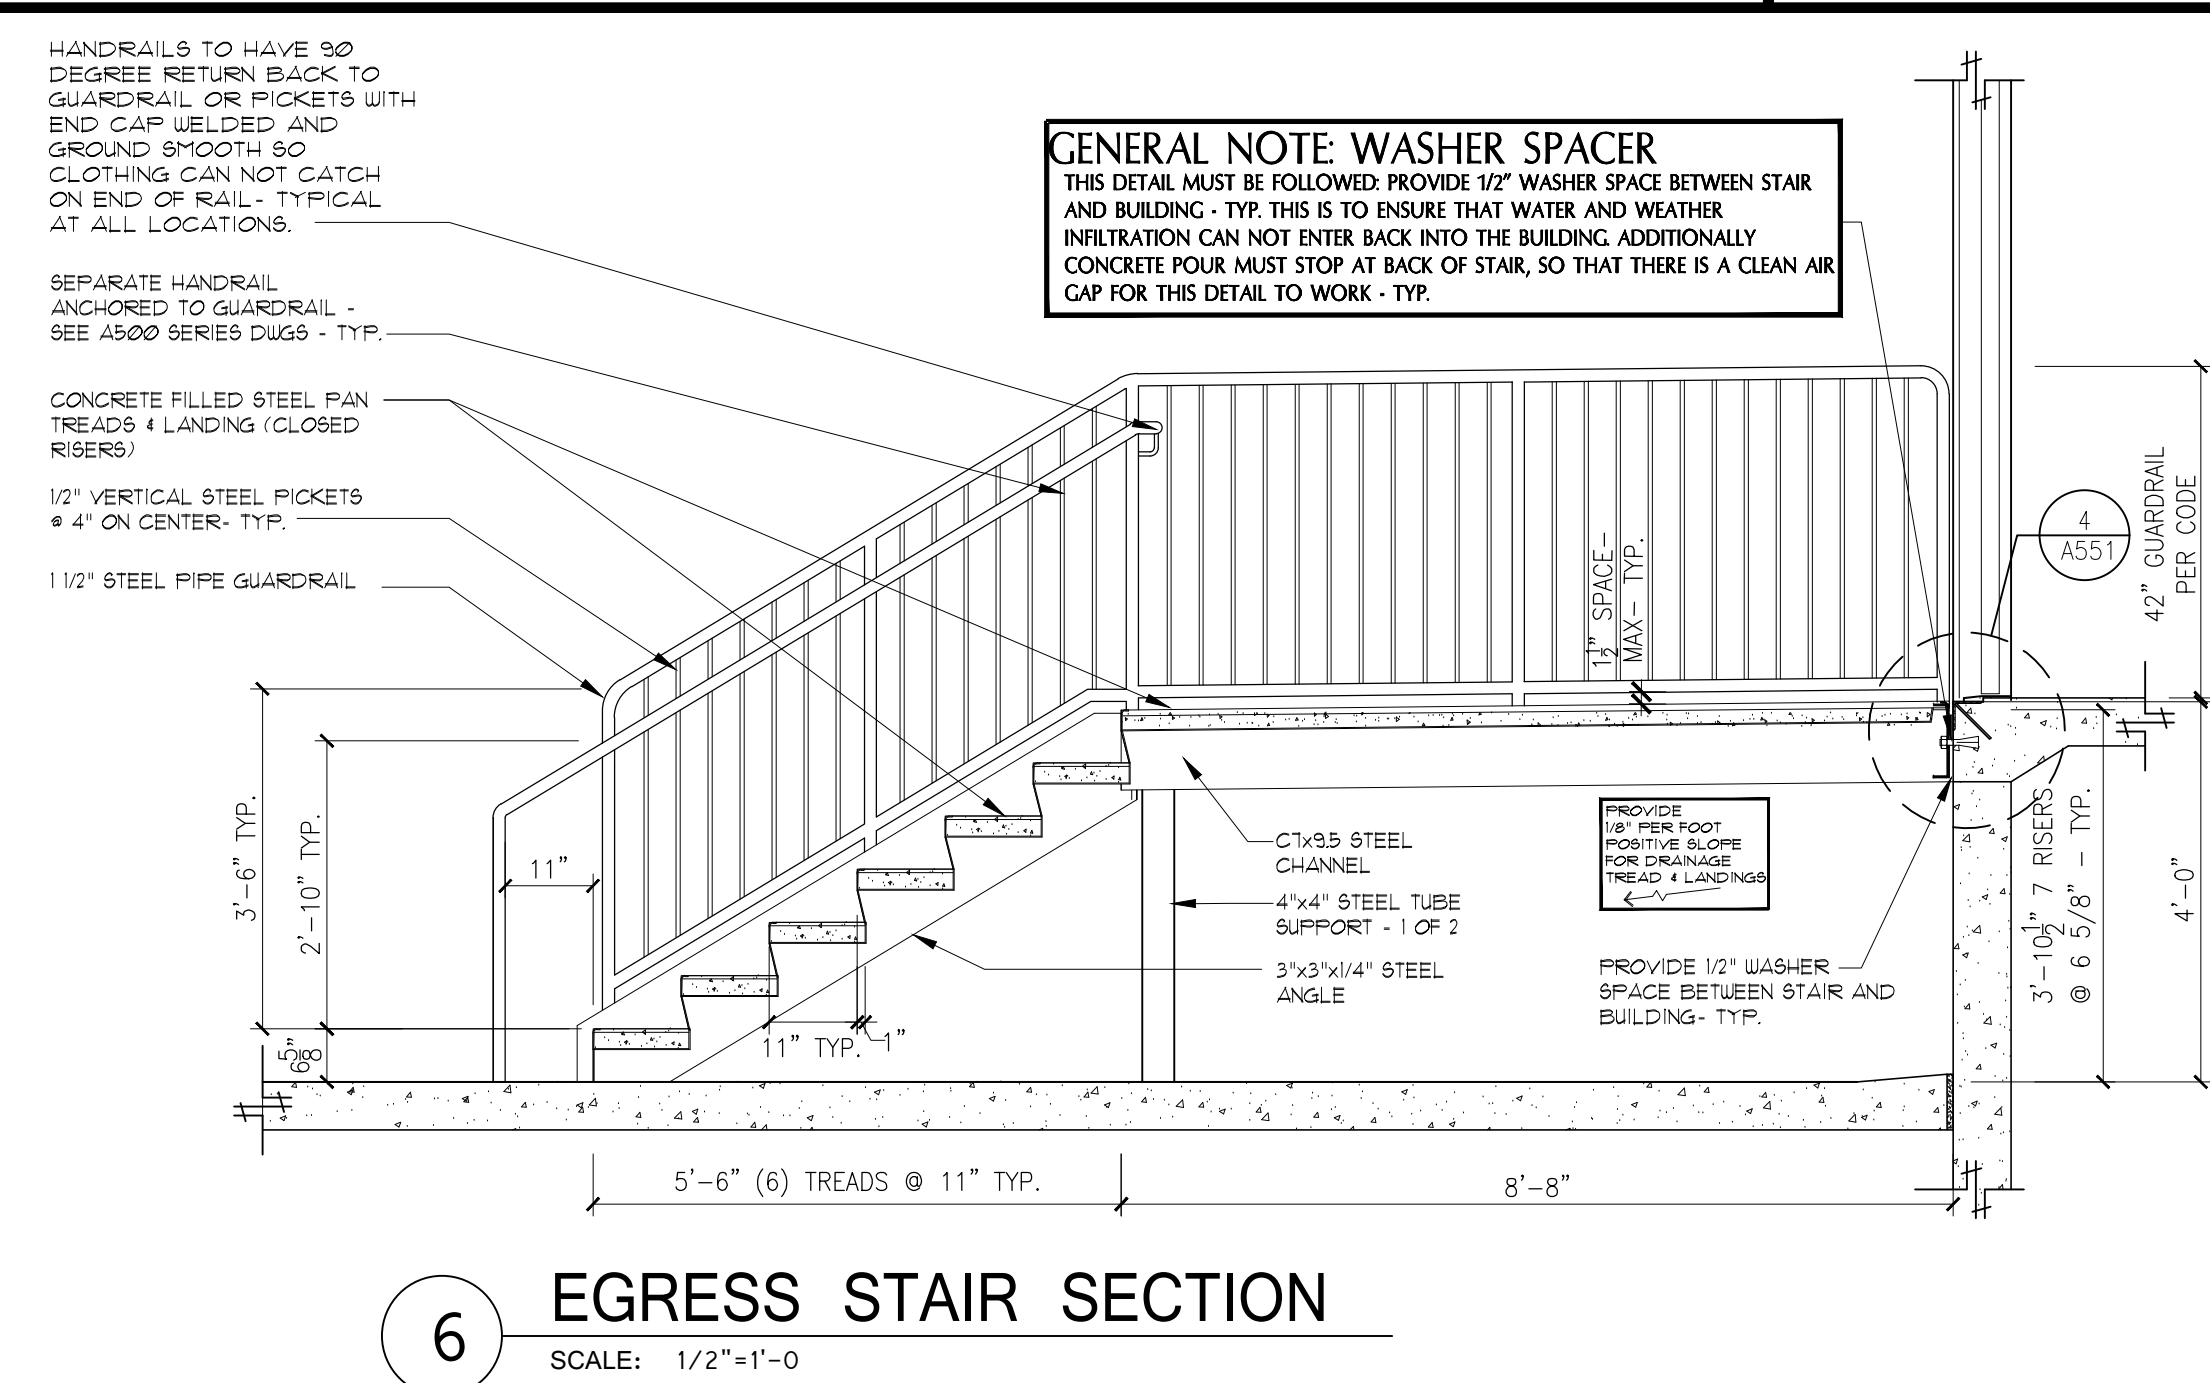 HANDRAILS TO HAVE 90
DEGREE RETURN BACK TO
GUARDRAIL OR PICKETS WITH
END CAP WELDED AND
GROUND SMOOTH SO
CLOTHING CAN NOT CATCH
ON END OF RAIL- TYPICAL
AT ALL LOCATIONS.
SEPARATE HANDRAIL
ANCHORED TO GUARDRAIL -
SEE A500 SERIES DWGS - TYP.
CONCRETE FILLED STEEL PAN
TREADS & LANDING (CLOSED
RISERS)
1/2" VERTICAL STEEL PICKETS
@ 4" ON CENTER- TYP.
1 1/2" STEEL PIPE GUARDRAIL
GENERAL NOTE: WASHER SPACER
THIS DETAIL MUST BE FOLLOWED: PROVIDE 1/2" WASHER SPACE BETWEEN STAIR
AND BUILDING - TYP. THIS IS TO ENSURE THAT WATER AND WEATHER
INFILTRATION CAN NOT ENTER BACK INTO THE BUILDING. ADDITIONALLY
CONCRETE POUR MUST STOP AT BACK OF STAIR, SO THAT THERE IS A CLEAN AIR
GAP FOR THIS DETAIL TO WORK - TYP.
1 1/2" SPACE-
MAX- TYP.
4
A551
42" GUARDRAIL
PER CODE
3'-6" TYP.
2'-10" TYP.
6 5/8"
11"
11" TYP.
1"
C7x9.5 STEEL
CHANNEL
4"x4" STEEL TUBE
SUPPORT - 1 OF 2
3"x3"x1/4" STEEL
ANGLE
PROVIDE
1/8" PER FOOT
POSITIVE SLOPE
FOR DRAINAGE
TREAD & LANDINGS
PROVIDE 1/2" WASHER
SPACE BETWEEN STAIR AND
BUILDING- TYP.
3'-10 1/2" 7 RISERS
@ 6 5/8" - TYP.
4'-0"
5'-6" (6) TREADS @ 11" TYP.
8'-8"
6
EGRESS STAIR SECTION
SCALE: 1/2"=1'-0